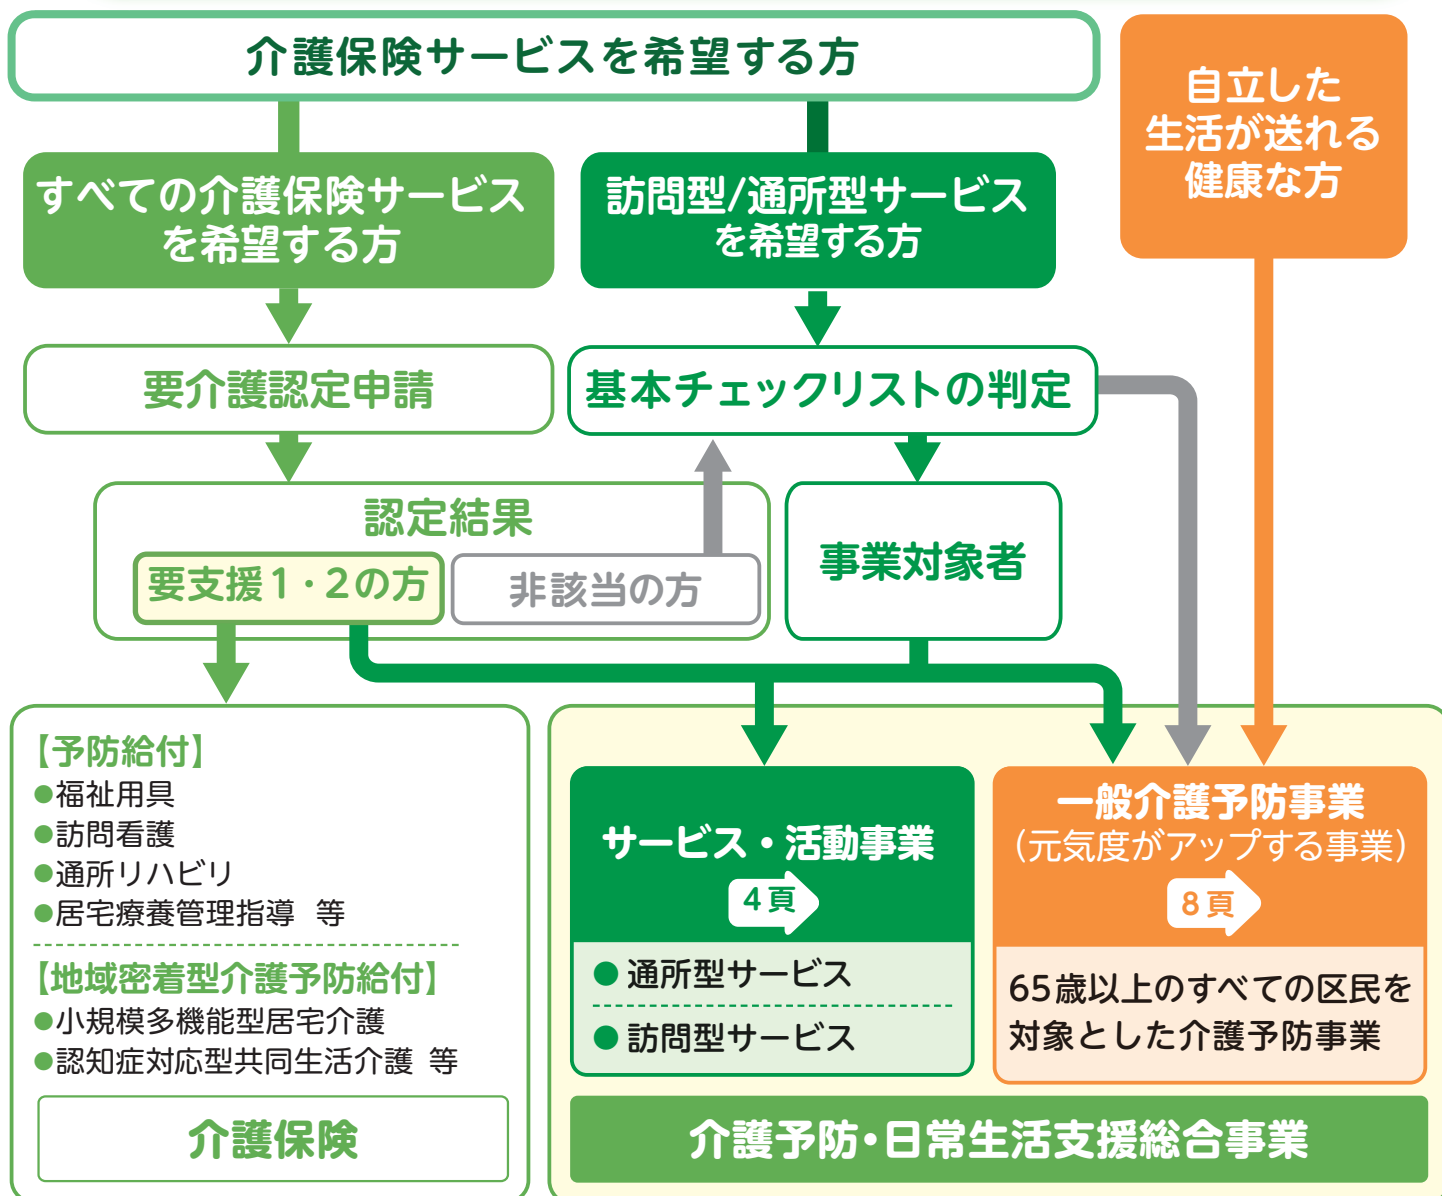 介護保険サービスを希望する方
自立した
生活が送れる
健康な方
すべての介護保険サービス
を希望する方
訪問型/通所型サービス
を希望する方
要介護認定申請
基本チェックリストの判定
認定結果
要支援1・2の方
非該当の方
事業対象者
【予防給付】
●福祉用具
●訪問看護
●通所リハビリ
●居宅療養管理指導 等
【地域密着型介護予防給付】
●小規模多機能型居宅介護
●認知症対応型共同生活介護 等
介護保険
サービス・活動事業
4頁
●通所型サービス
●訪問型サービス
一般介護予防事業
(元気度がアップする事業)
8頁
65歳以上のすべての区民を
対象とした介護予防事業
介護予防・日常生活支援総合事業